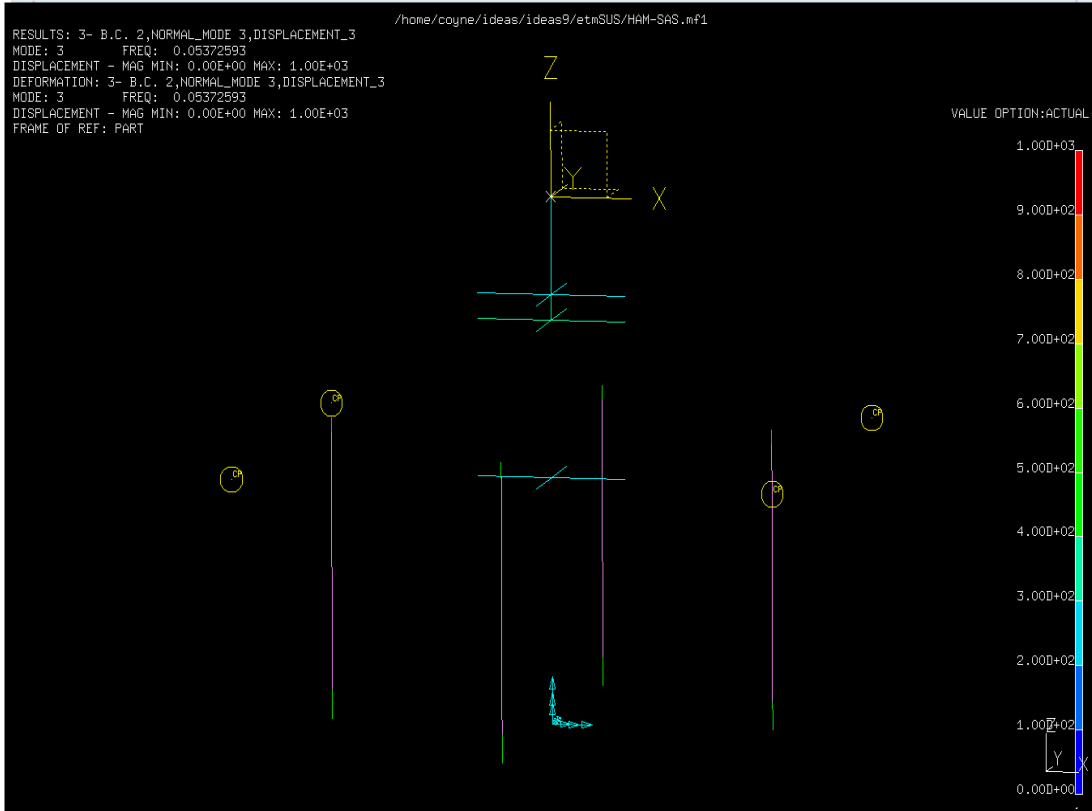 /home/coyne/ideas/ideas9/etmSUS/HAM-SAS.mf1
RESULTS: 3- B.C. 2,NORMAL_MODE 3,DISPLACEMENT_3
MODE: 3 FREQ: 0.05372593
DISPLACEMENT - MAG MIN: 0.00E+00 MAX: 1.00E+03
DEFORMATION: 3- B.C. 2,NORMAL_MODE 3,DISPLACEMENT_3
MODE: 3 FREQ: 0.05372593
DISPLACEMENT - MAG MIN: 0.00E+00 MAX: 1.00E+03
FRAME OF REF: PART
VALUE OPTION:ACTUAL
Z
Y
X
1.00D+03
9.00D+02
8.00D+02
7.00D+02
6.00D+02
5.00D+02
4.00D+02
3.00D+02
2.00D+02
1.00D+02
0.00D+00
CP
CP
CP
CP
Z
Y
X